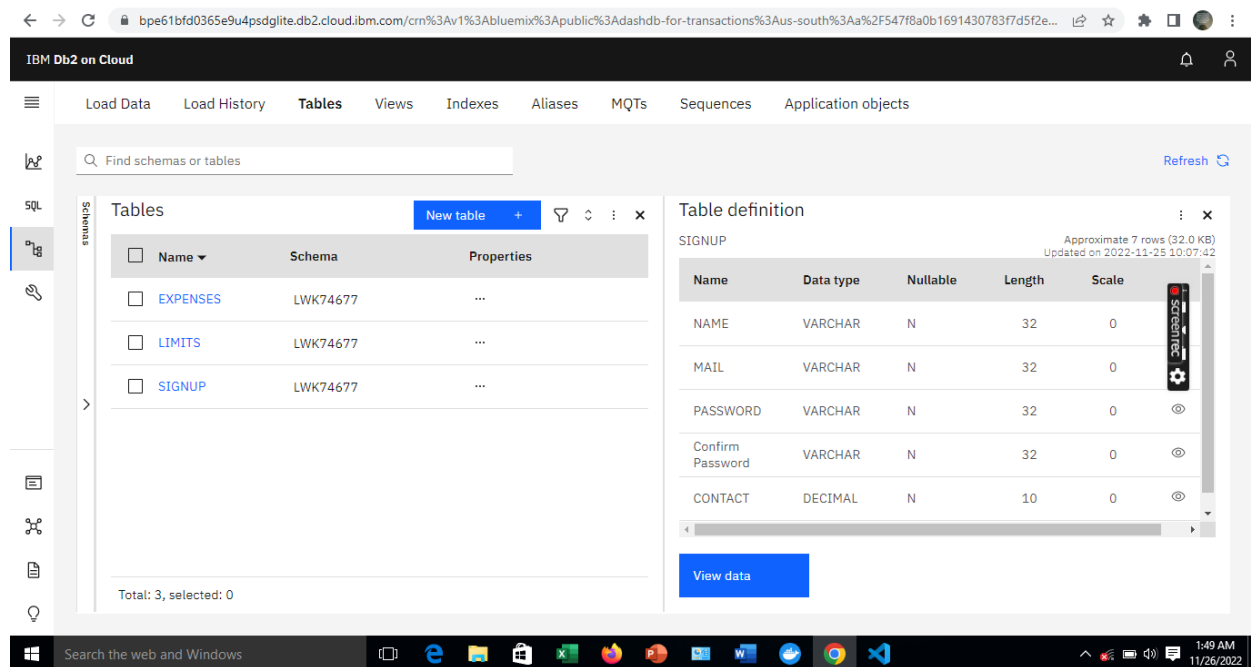 bpe61bfd0365e9u4psdglite.db2.cloud.ibm.com/crn%3Av1%3Abluemix%3Apublic%3Adashdb-for-transactions%3Aus-south%3Aa%2F547f8a0b1691430783f7d5f2e...
IBM Db2 on Cloud
Load Data Load History Tables Views Indexes Aliases MQTs Sequences Application objects
Find schemas or tables
Refresh
SQL
Schemas
Tables
New table +
Name Schema Properties
EXPENSES LWK74677 ...
LIMITS LWK74677 ...
SIGNUP LWK74677 ...
Total: 3, selected: 0
Table definition
SIGNUP
Approximate 7 rows (32.0 KB)
Updated on 2022-11-25 10:07:42
Name Data type Nullable Length Scale
NAME VARCHAR N 32 0
MAIL VARCHAR N 32 0
PASSWORD VARCHAR N 32 0
Confirm
Password VARCHAR N 32 0
CONTACT DECIMAL N 10 0
screenrec
View data
Search the web and Windows
1:49 AM
11/26/2022